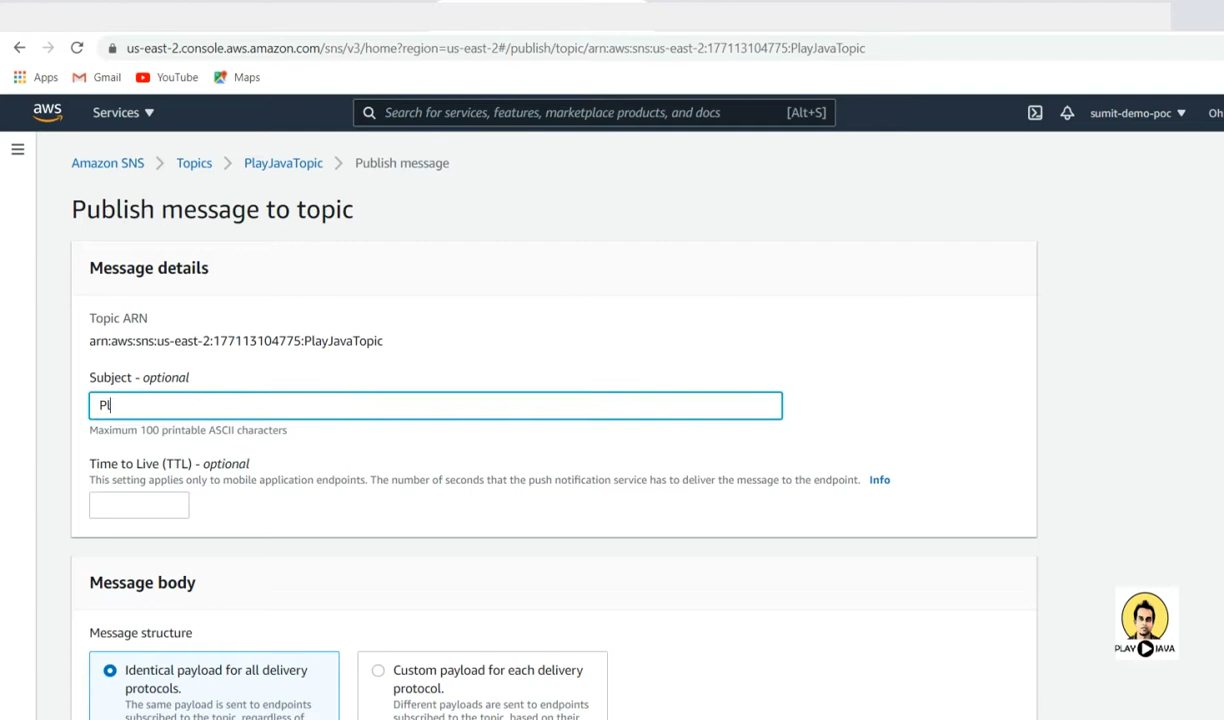 us-east-2.console.aws.amazon.com/sns/v3/home?region=us-east-2#/publish/topic/arn:aws:sns:us-east-2:177113104775:PlayJavaTopic
Apps Gmail YouTube Maps
aws Services ▼ Search for services, features, marketplace products, and docs [Alt+S] sumit-demo-poc ▼ Oh
Amazon SNS > Topics > PlayJavaTopic > Publish message
Publish message to topic
Message details
Topic ARN
arn:aws:sns:us-east-2:177113104775:PlayJavaTopic
Subject - optional
Pl
Maximum 100 printable ASCII characters
Time to Live (TTL) - optional
This setting applies only to mobile application endpoints. The number of seconds that the push notification service has to deliver the message to the endpoint. Info
Message body
Message structure
Identical payload for all delivery protocols.
The same payload is sent to endpoints
subscribed to the topic, regardless of
Custom payload for each delivery protocol.
Different payloads are sent to endpoints
subscribed to the topic, based on their
PLAY JAVA